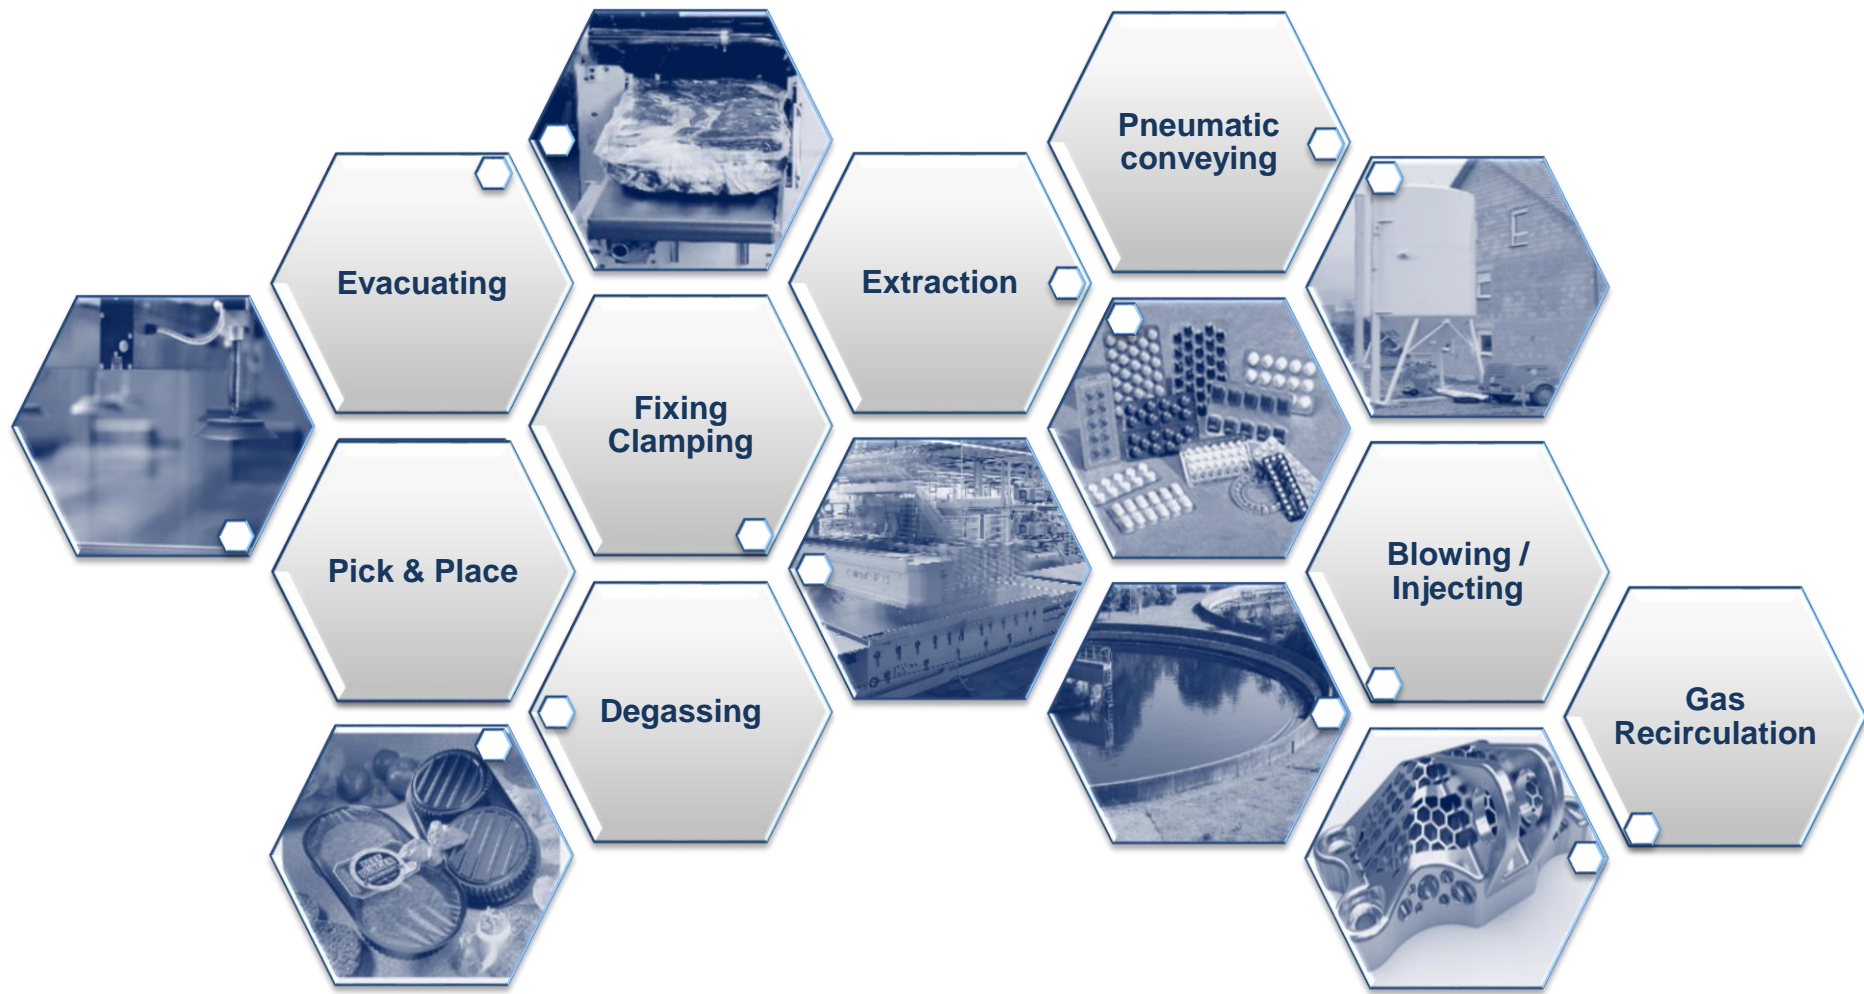 Pneumatic
conveying
Evacuating
Extraction
Fixing
Clamping
Pick & Place
Blowing /
Injecting
Degassing
Gas
Recirculation